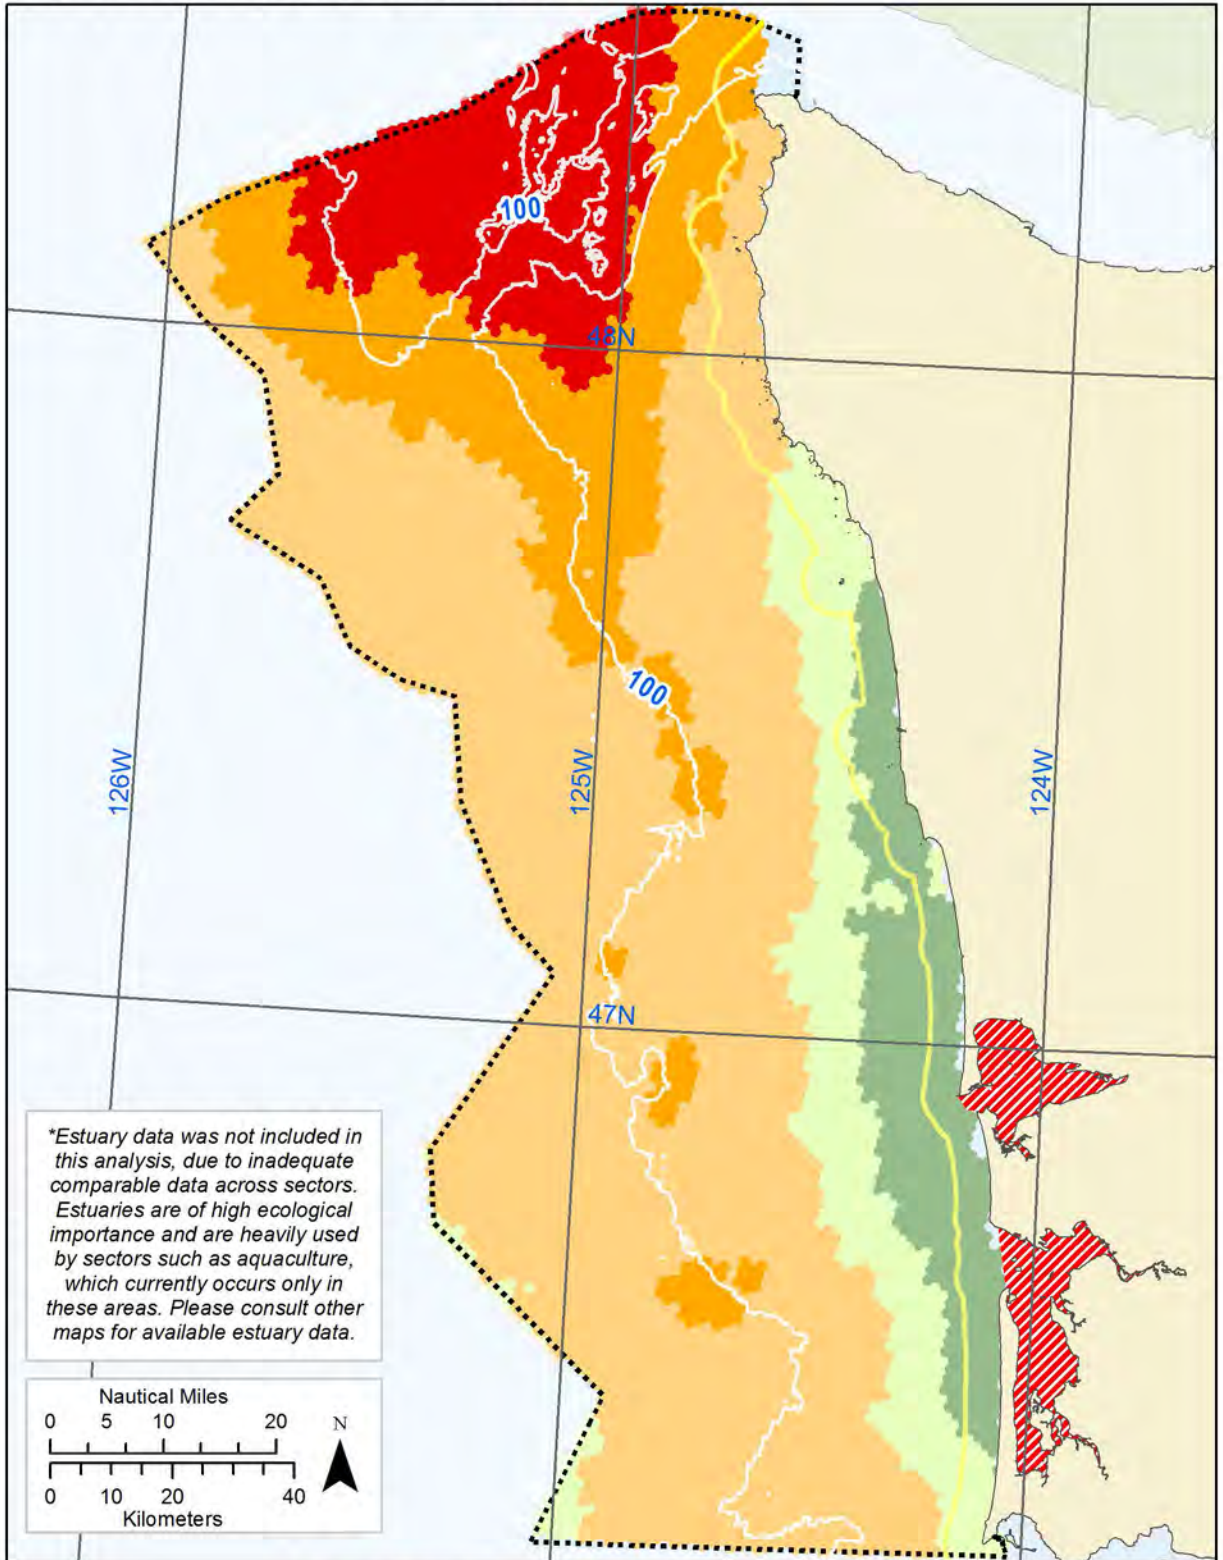 100
48N
100
126W
125W
124W
47N
*Estuary data was not included in
this analysis, due to inadequate
comparable data across sectors.
Estuaries are of high ecological
importance and are heavily used
by sectors such as aquaculture,
which currently occurs only in
these areas. Please consult other
maps for available estuary data.
Nautical Miles
0 5 10 20
N
0 10 20 40
Kilometers